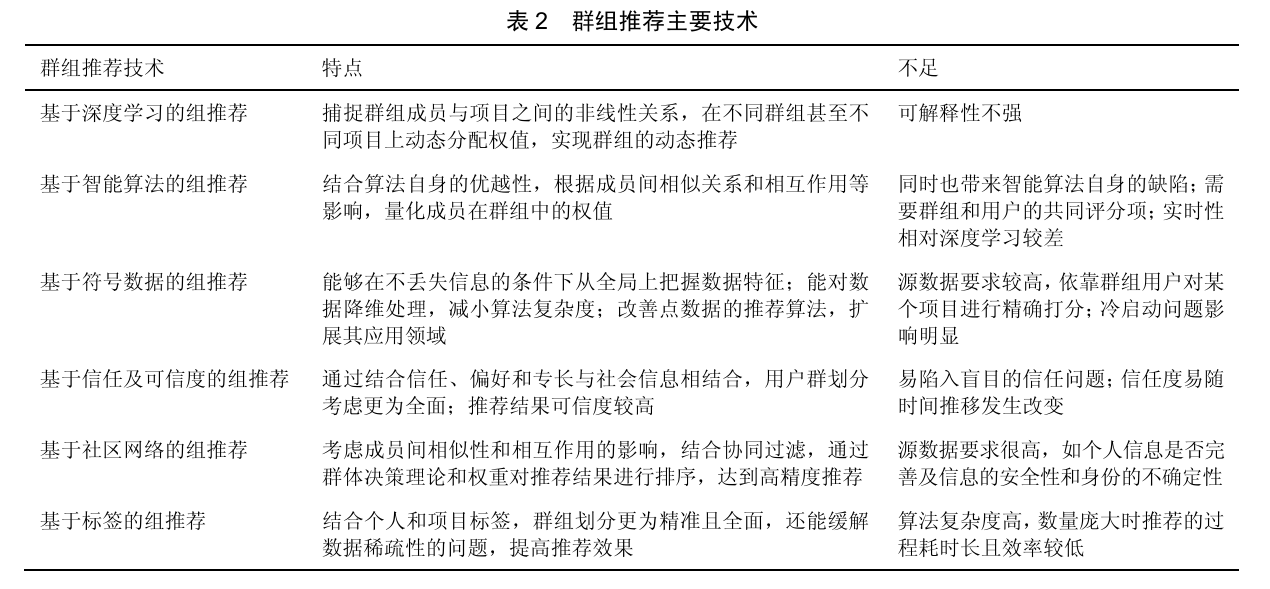 表 2 群组推荐主要技术
群组推荐技术 特点 不足
基于深度学习的组推荐 捕捉群组成员与项目之间的非线性关系，在不同群组甚至不 可解释性不强
同项目上动态分配权值，实现群组的动态推荐
基于智能算法的组推荐 结合算法自身的优越性，根据成员间相似关系和相互作用等 同时也带来智能算法自身的缺陷；需
影响，量化成员在群组中的权值 要群组和用户的共同评分项；实时性
相对深度学习较差
基于符号数据的组推荐 能够在不丢失信息的条件下从全局上把握数据特征；能对数 源数据要求较高，依靠群组用户对某
据降维处理，减小算法复杂度；改善点数据的推荐算法，扩 个项目进行精确打分；冷启动问题影
展其应用领域 响明显
基于信任及可信度的组推荐 通过结合信任、偏好和专长与社会信息相结合，用户群划分 易陷入盲目的信任问题；信任度易随
考虑更为全面；推荐结果可信度较高 时间推移发生改变
基于社区网络的组推荐 考虑成员间相似性和相互作用的影响，结合协同过滤，通过 源数据要求很高，如个人信息是否完
群体决策理论和权重对推荐结果进行排序，达到高精度推荐 善及信息的安全性和身份的不确定性
基于标签的组推荐 结合个人和项目标签，群组划分更为精准且全面，还能缓解 算法复杂度高，数量庞大时推荐的过
数据稀疏性的问题，提高推荐效果 程耗时长且效率较低